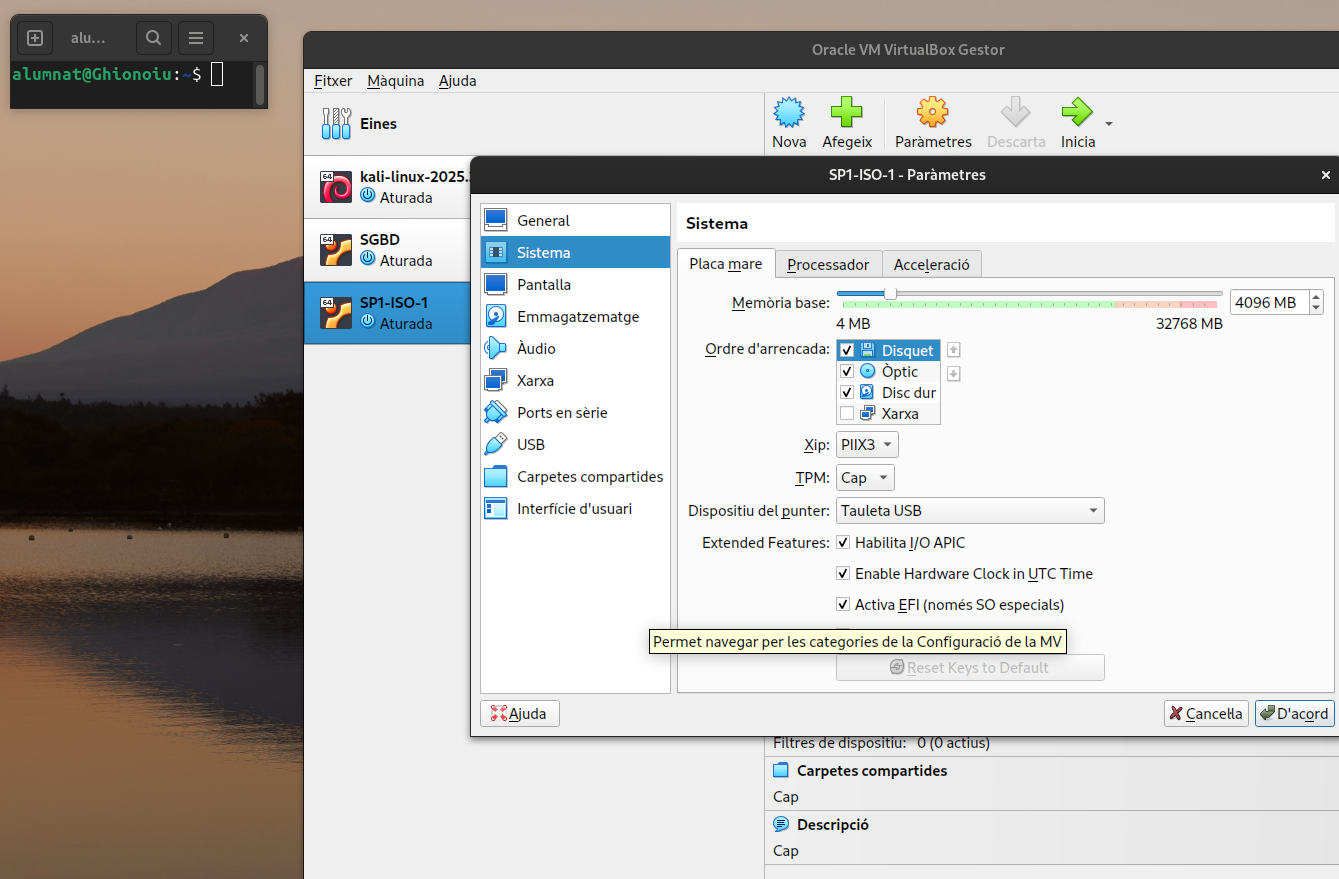 alu...
alumnat@Ghionoiu:~$
Oracle VM VirtualBox Gestor
Fitxer Màquina Ajuda
Eines
Nova Afegeix Paràmetres Descarta Inicia
64
kali-linux-2025.
Aturada
64
SGBD
Aturada
64
SP1-ISO-1
Aturada
SP1-ISO-1 - Paràmetres
General
Sistema
Pantalla
Emmagatzematge
Àudio
Xarxa
Ports en sèrie
USB
Carpetes compartides
Interfície d'usuari
Sistema
Placa mare Processador Acceleració
Memòria base: 4096 MB
4 MB 32768 MB
Ordre d'arrencada: Disquet
Òptic
Disc dur
Xarxa
Xip: PIIX3
TPM: Cap
Dispositiu del punter: Tauleta USB
Extended Features: Habilita I/O APIC
Enable Hardware Clock in UTC Time
Activa EFI (només SO especials)
Permet navegar per les categories de la Configuració de la MV
Reset Keys to Default
Ajuda Cancel·la D'acord
Filtres de dispositiu: 0 (0 actius)
Carpetes compartides
Cap
Descripció
Cap